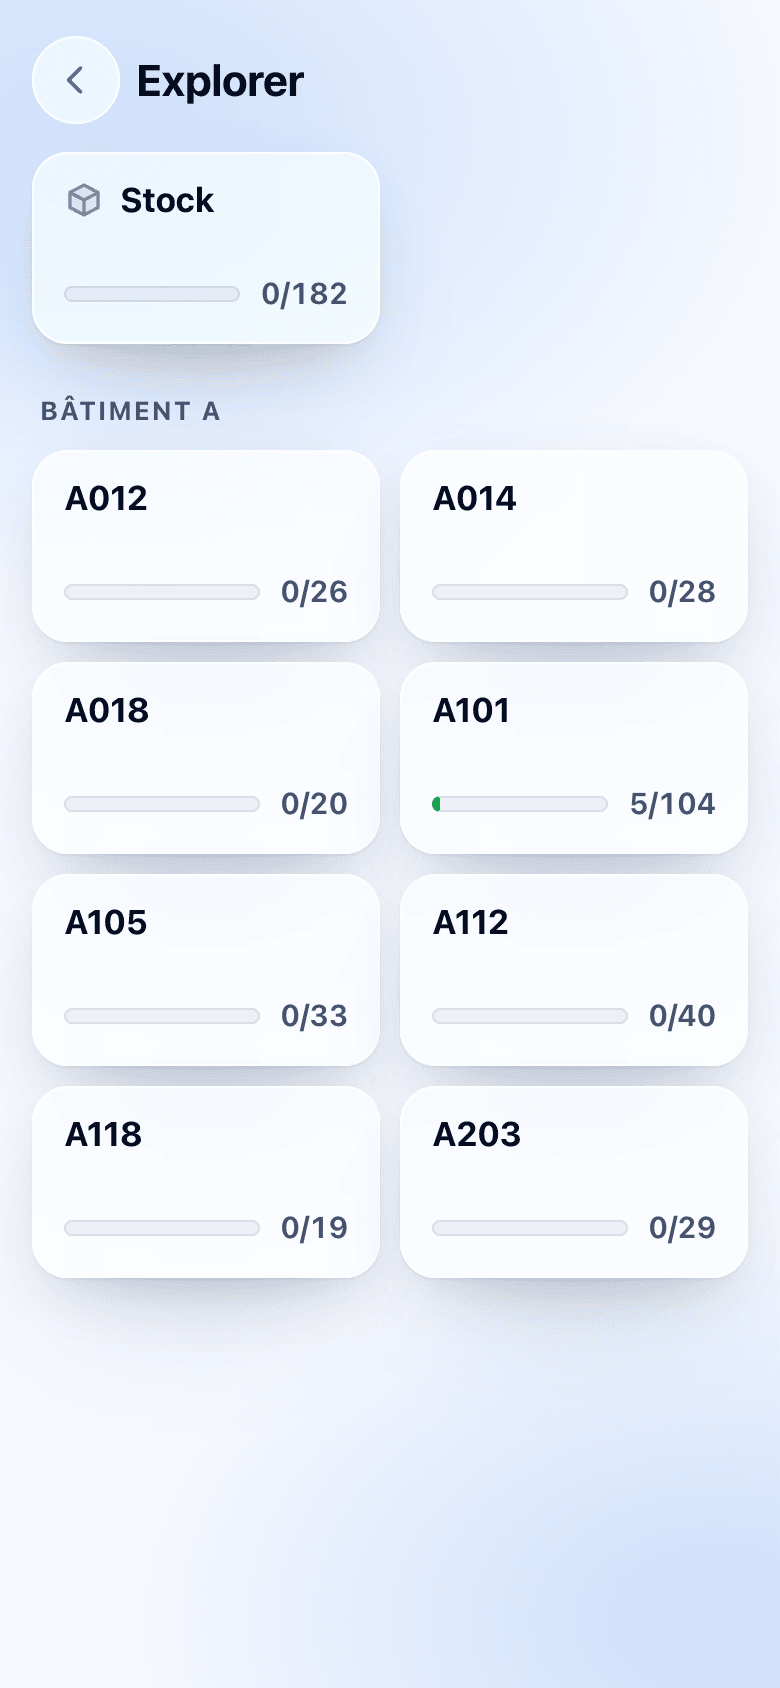 Explorer
Stock
0/182
BÂTIMENT A
A012
0/26
A014
0/28
A018
0/20
A101
5/104
A105
0/33
A112
0/40
A118
0/19
A203
0/29